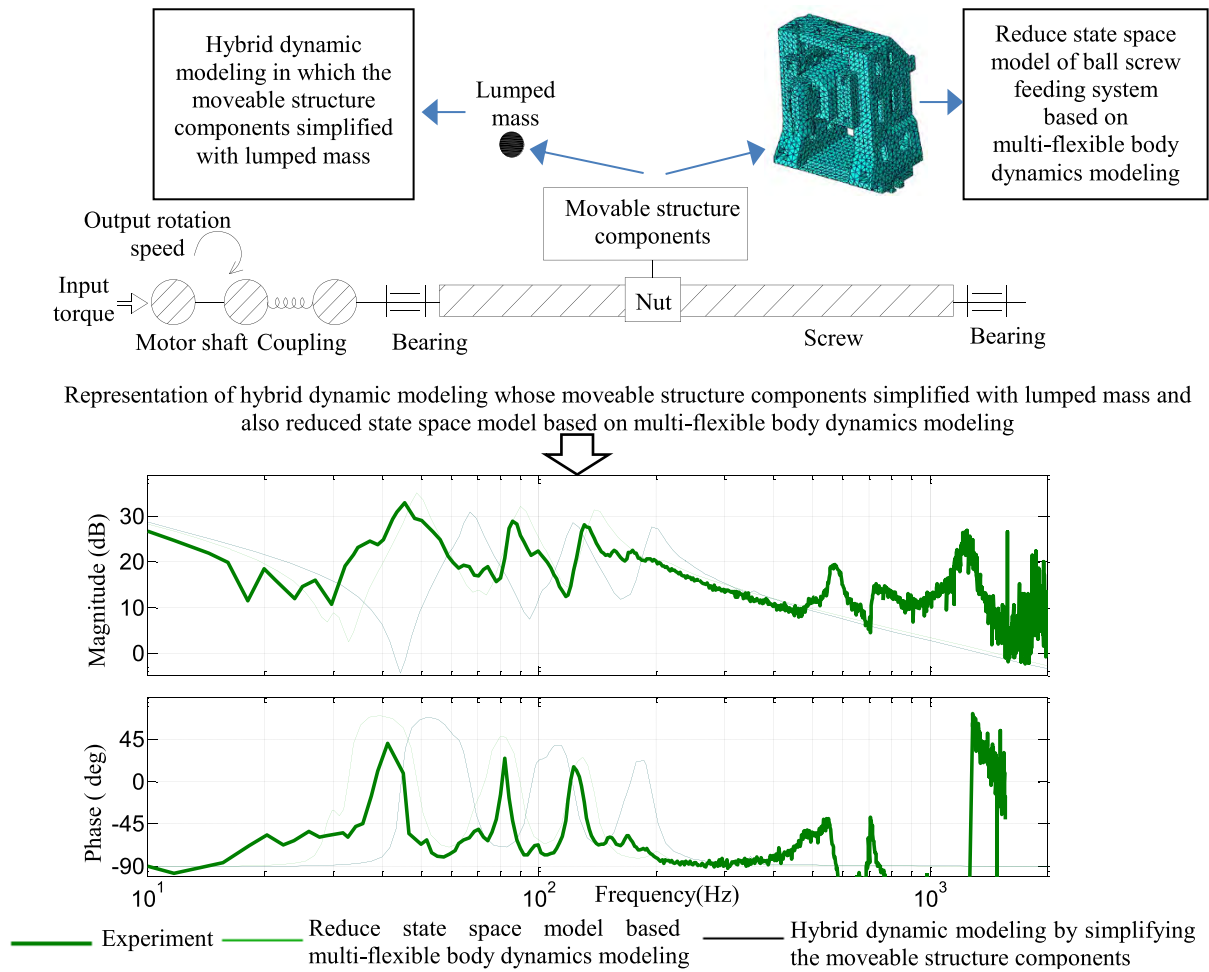 Hybrid dynamic
modeling in which the
moveable structure
components simplified
with lumped mass
Lumped
mass
Reduce state space
model of ball screw
feeding system
based on
multi-flexible body
dynamics modeling
Output rotation
speed
Movable structure
components
Input
torque
Nut
Motor shaft Coupling
Bearing
Screw
Bearing
Representation of hybrid dynamic modeling whose moveable structure components simplified with lumped mass and
also reduced state space model based on multi-flexible body dynamics modeling
Magnitude (dB)
30
20
10
0
Phase ( deg)
45
0
-45
-90
10^1
10^2
10^3
Frequency(Hz)
Experiment
Reduce state space model based
multi-flexible body dynamics modeling
Hybrid dynamic modeling by simplifying
the moveable structure components